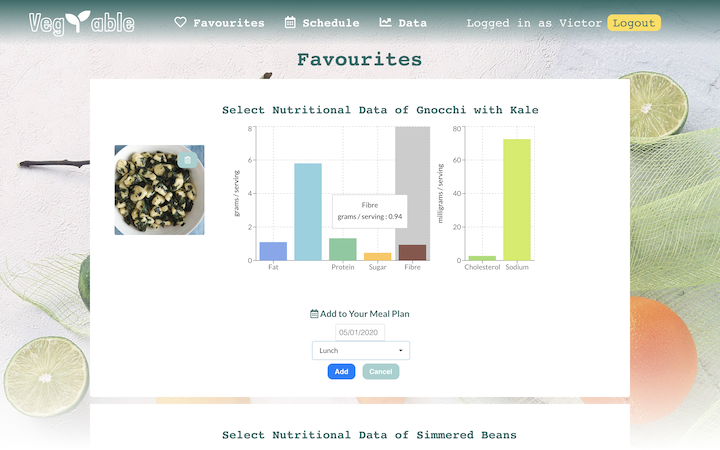 Vegetable
Favourites
Schedule
Data
Logged in as Victor
Logout
Favourites
Select Nutritional Data of Gnocchi with Kale
8
6
4
2
0
grams / serving
Fat
Protein
Sugar
Fibre
Fibre
grams / serving : 0.94
80
60
40
20
0
milligrams / serving
Cholesterol
Sodium
Add to Your Meal Plan
05/01/2020
Lunch
Add
Cancel
Select Nutritional Data of Simmered Beans